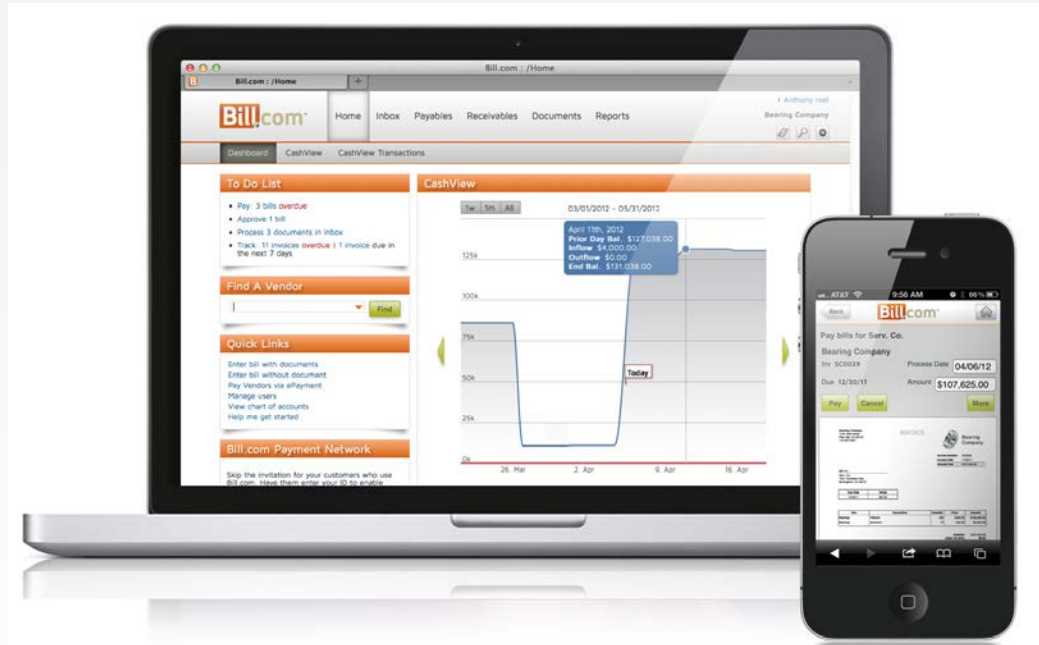 Bill.com : /Home
Bill.com : /Home
Anthony Hall
Bill.com
Home Inbox Payables Receivables Documents Reports
Bearing Company
Dashboard CashView CashView Transactions
To Do List
Pay: 3 bills overdue
Approve 1 bill
Process 3 documents in Inbox
Track: 11 invoices overdue | 1 invoice due in
the next 7 days
Find A Vendor
Find
Quick Links
Enter bill with documents
Enter bill without document
Pay Vendors via ePayment
Manage users
View chart of accounts
Help me get started
Bill.com Payment Network
Skip the invitation for your customers who use
Bill.com. Have them enter your ID to enable
CashView
1w 1m All
03/01/2012 - 05/31/2012
April 11th, 2012
Prior Day Bal. $127,038.00
Inflow $4,000.00
Outflow $0.00
End Bal. $131,038.00
125k
100k
75k
50k
25k
0k
Today
26. Mar 2. Apr 9. Apr 16. Apr
AT&T 9:56 AM 66%
Back Bill.com
Pay bills for Serv. Co.
Bearing Company
Inv SC0029 Process Date 04/06/12
Due 12/30/11 Amount $107,625.00
Pay Cancel More
INVOICE
Bearing
Company